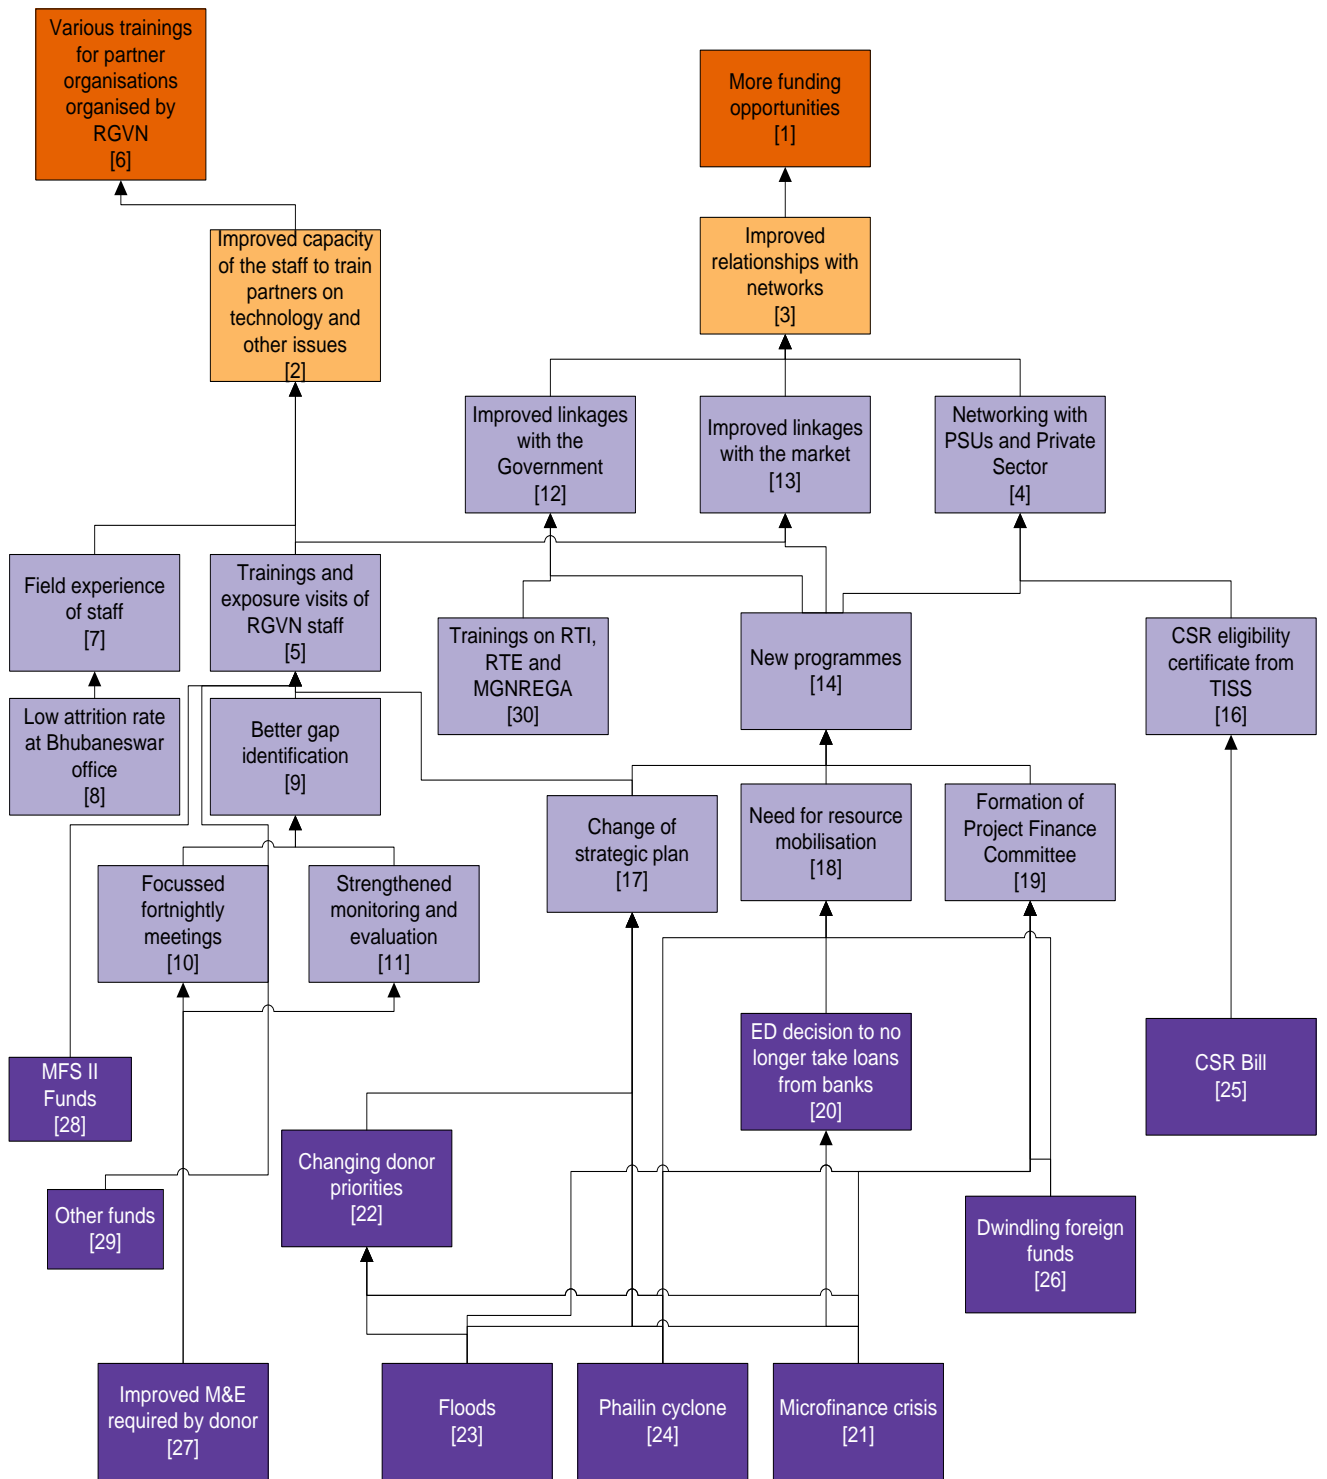 Various trainings
for partner
organisations
organised by
RGVN
[6]
More funding
opportunities
[1]
Improved capacity
of the staff to train
partners on
technology and
other issues
[2]
Improved
relationships with
networks
[3]
Improved linkages
with the
Government
[12]
Improved linkages
with the market
[13]
Networking with
PSUs and Private
Sector
[4]
Field experience
of staff
[7]
Trainings and
exposure visits of
RGVN staff
[5]
Trainings on RTI,
RTE and
MGNREGA
[30]
New programmes
[14]
CSR eligibility
certificate from
TISS
[16]
Low attrition rate
at Bhubaneswar
office
[8]
Better gap
identification
[9]
Change of
strategic plan
[17]
Need for resource
mobilisation
[18]
Formation of
Project Finance
Committee
[19]
Focussed
fortnightly
meetings
[10]
Strengthened
monitoring and
evaluation
[11]
MFS II
Funds
[28]
ED decision to no
longer take loans
from banks
[20]
CSR Bill
[25]
Changing donor
priorities
[22]
Other funds
[29]
Dwindling foreign
funds
[26]
Improved M&E
required by donor
[27]
Floods
[23]
Phailin cyclone
[24]
Microfinance crisis
[21]